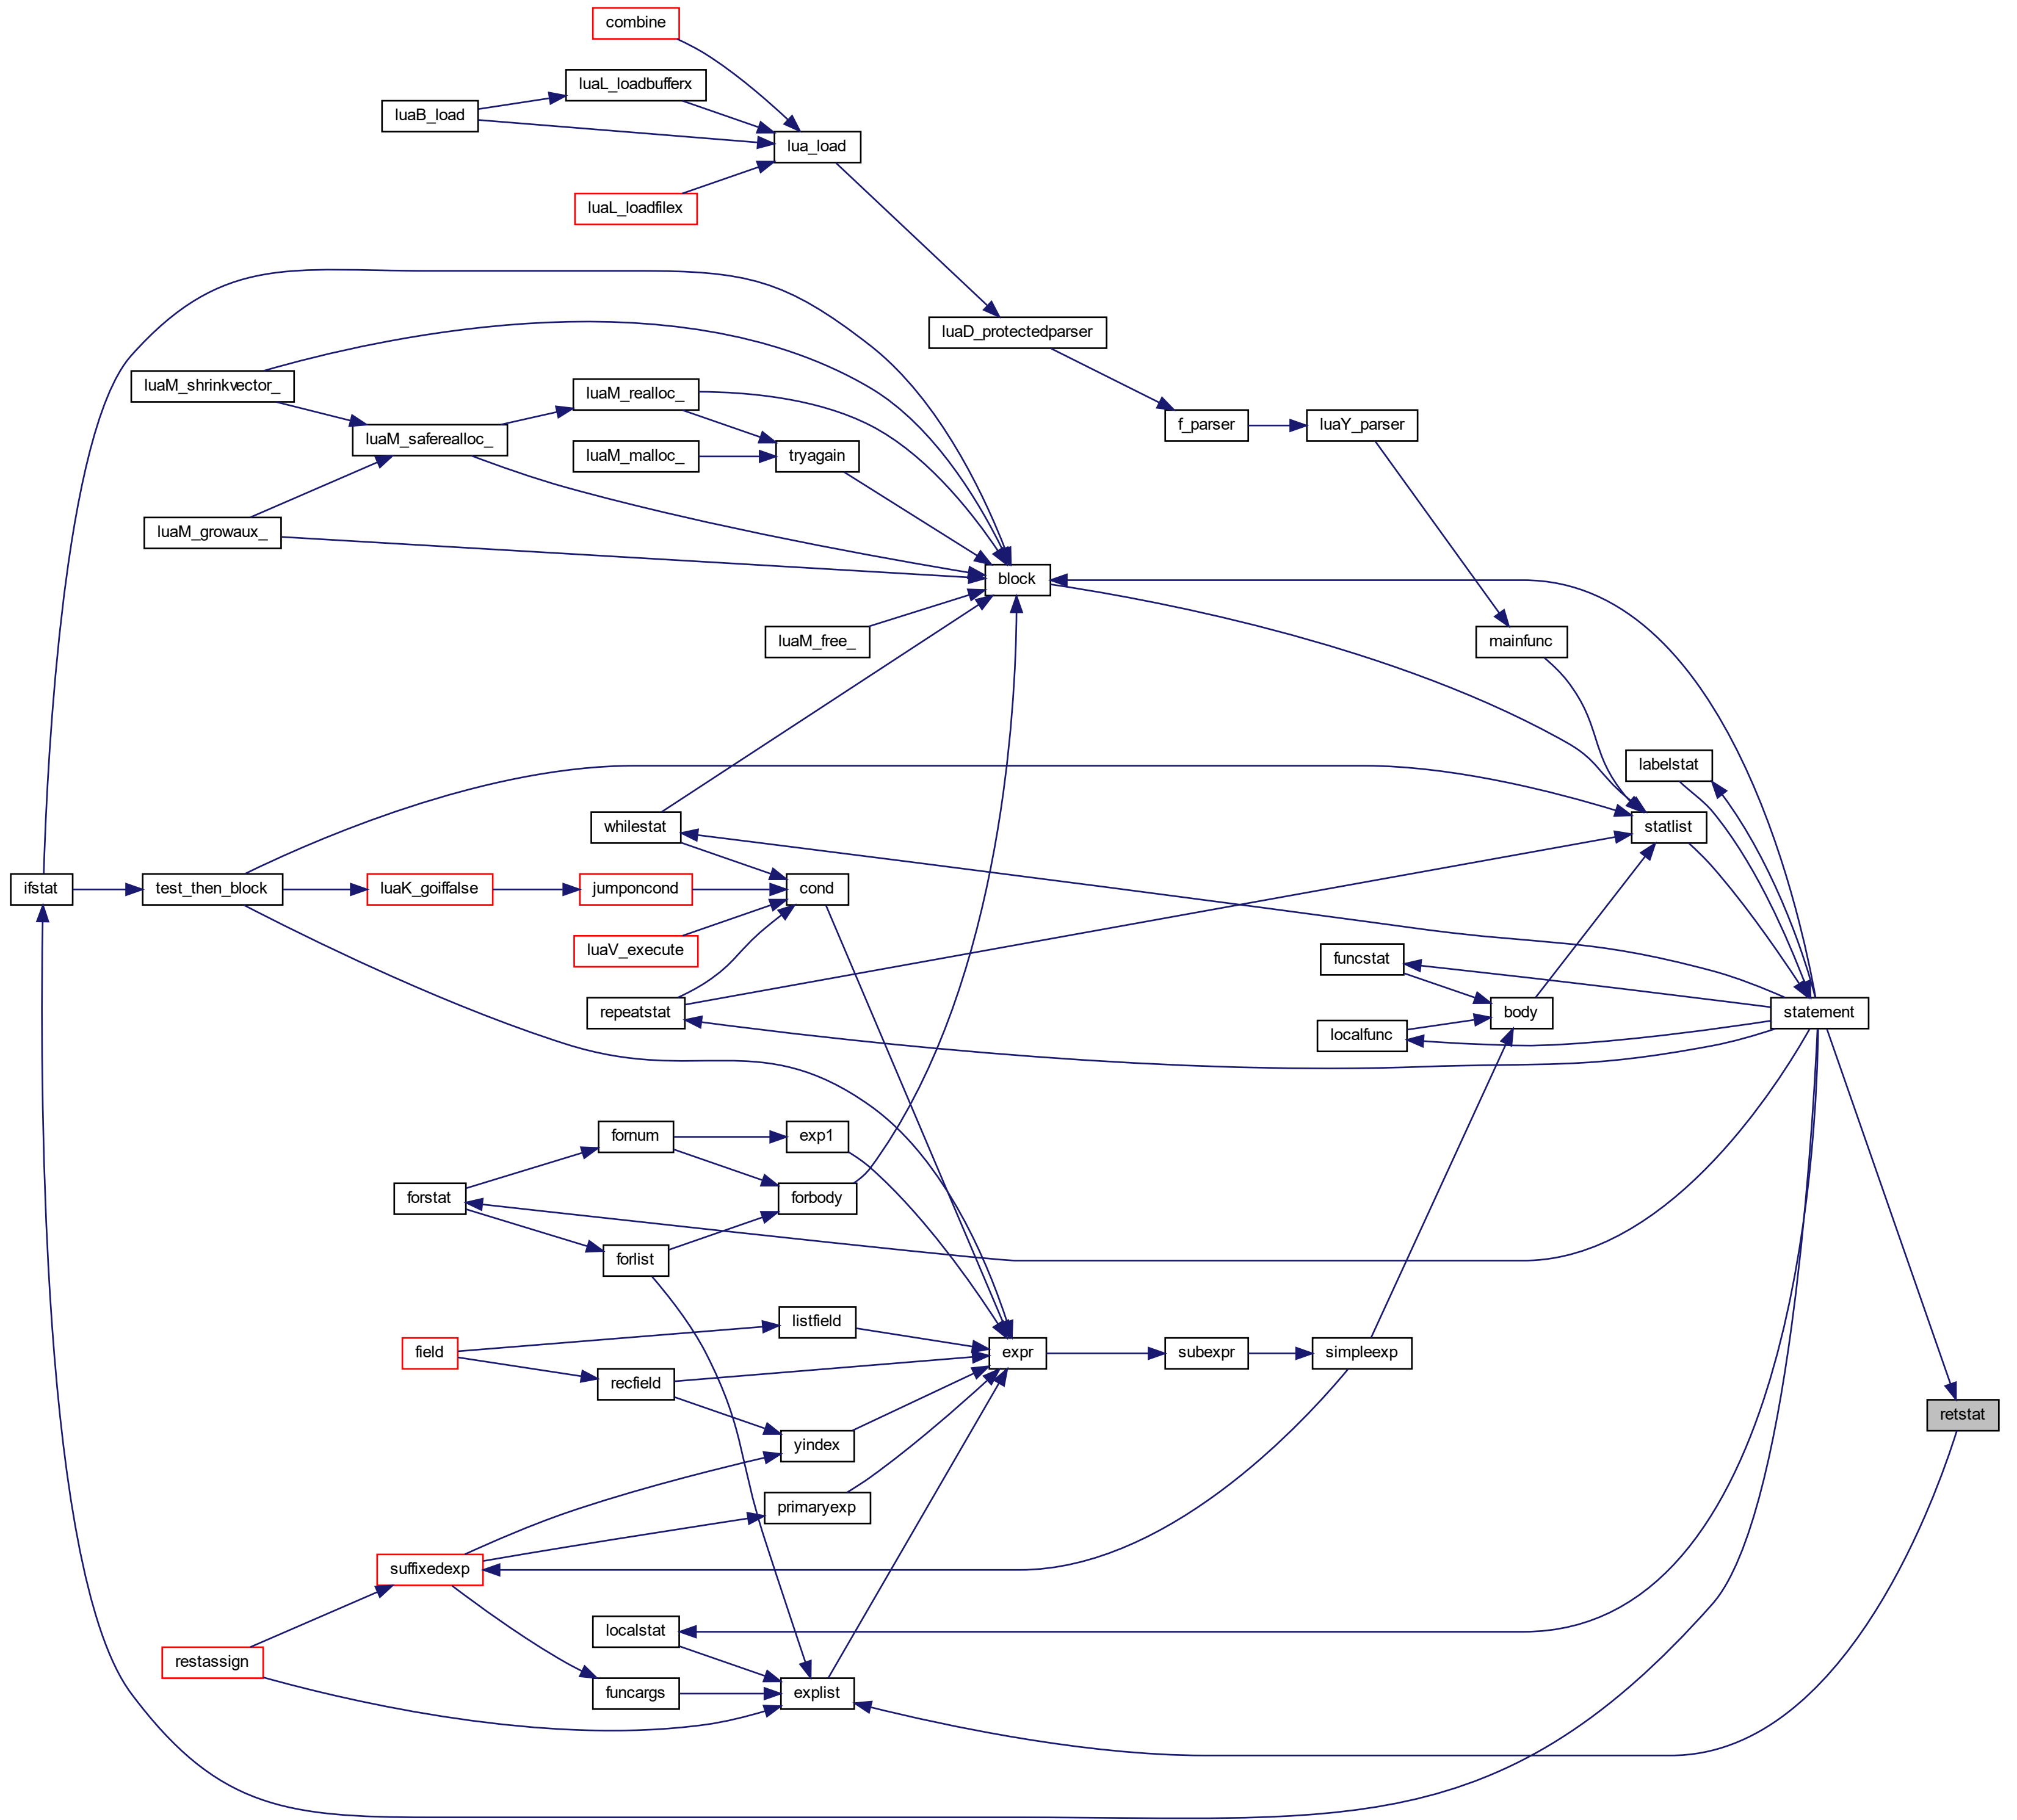 combine
luaL_loadbufferx
luaB_load
lua_load
luaL_loadfilex
luaD_protectedparser
luaM_shrinkvector_
luaM_realloc_
f_parser
luaY_parser
luaM_saferealloc_
luaM_malloc_
tryagain
luaM_growaux_
block
luaM_free_
mainfunc
labelstat
whilestat
statlist
ifstat
test_then_block
luaK_goiffalse
jumponcond
cond
luaV_execute
funcstat
repeatstat
body
statement
localfunc
fornum
exp1
forstat
forbody
forlist
listfield
field
expr
subexpr
simpleexp
recfield
retstat
yindex
primaryexp
suffixedexp
localstat
restassign
funcargs
explist